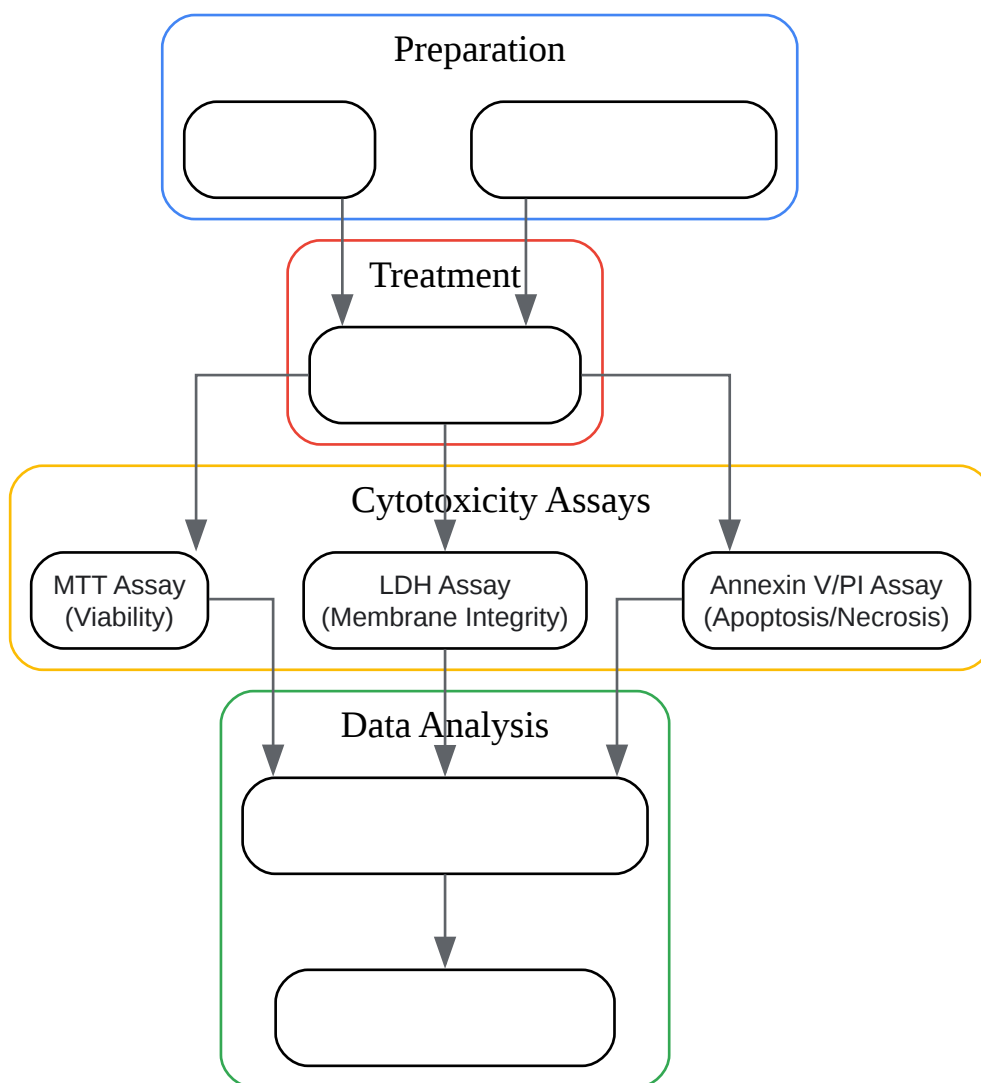 Preparation
Treatment
Cytotoxicity Assays
MTT Assay
(Viability)
LDH Assay
(Membrane Integrity)
Annexin V/PI Assay
(Apoptosis/Necrosis)
Data Analysis